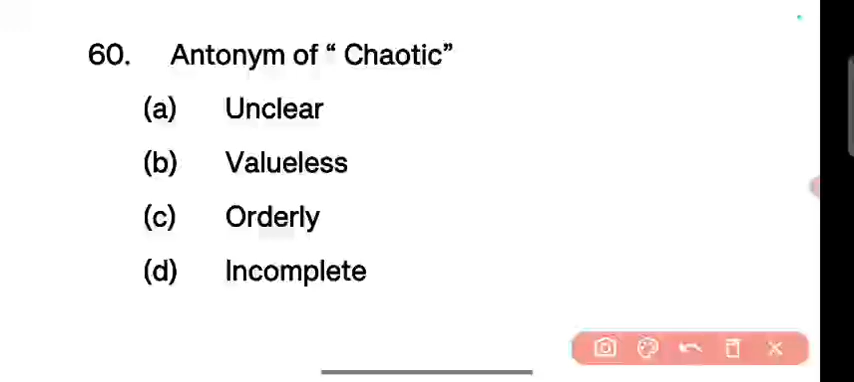 60. Antonym of “ Chaotic”
(a) Unclear
(b) Valueless
(c) Orderly
(d) Incomplete